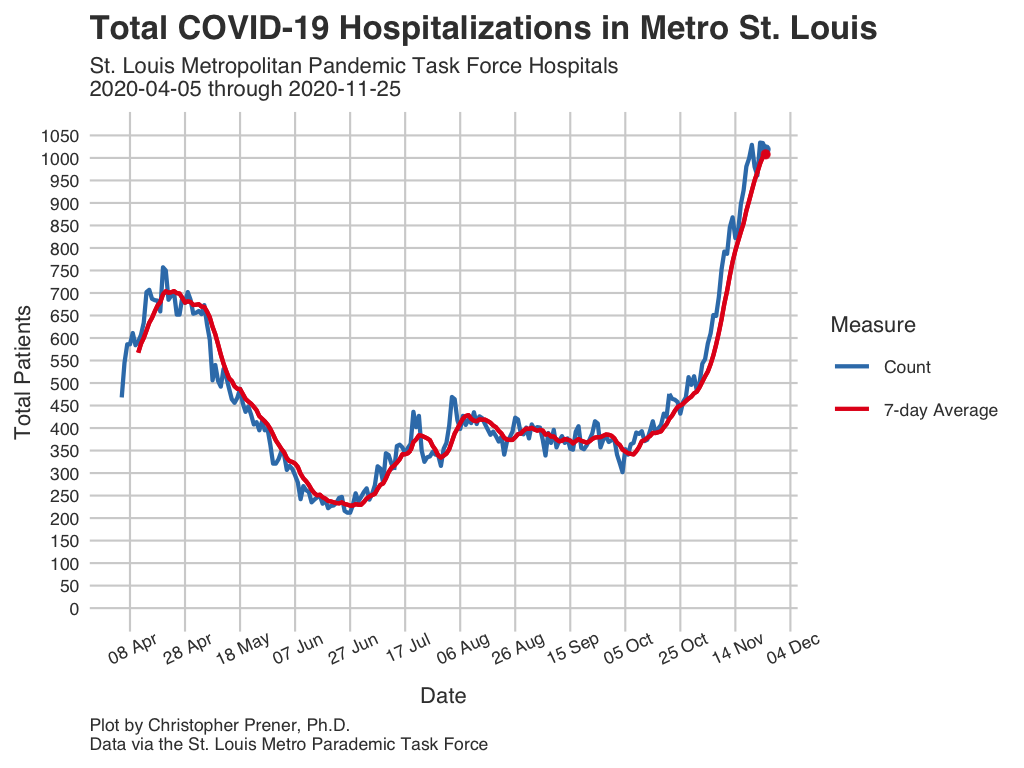 Total COVID-19 Hospitalizations in Metro St. Louis
St. Louis Metropolitan Pandemic Task Force Hospitals
2020-04-05 through 2020-11-25
Total Patients
1050
1000
950
900
850
800
750
700
650
600
550
500
450
400
350
300
250
200
150
100
50
0
08 Apr
28 Apr
18 May
07 Jun
27 Jun
17 Jul
06 Aug
26 Aug
15 Sep
05 Oct
25 Oct
14 Nov
04 Dec
Date
Measure
Count
7-day Average
Plot by Christopher Prener, Ph.D.
Data via the St. Louis Metro Parademic Task Force